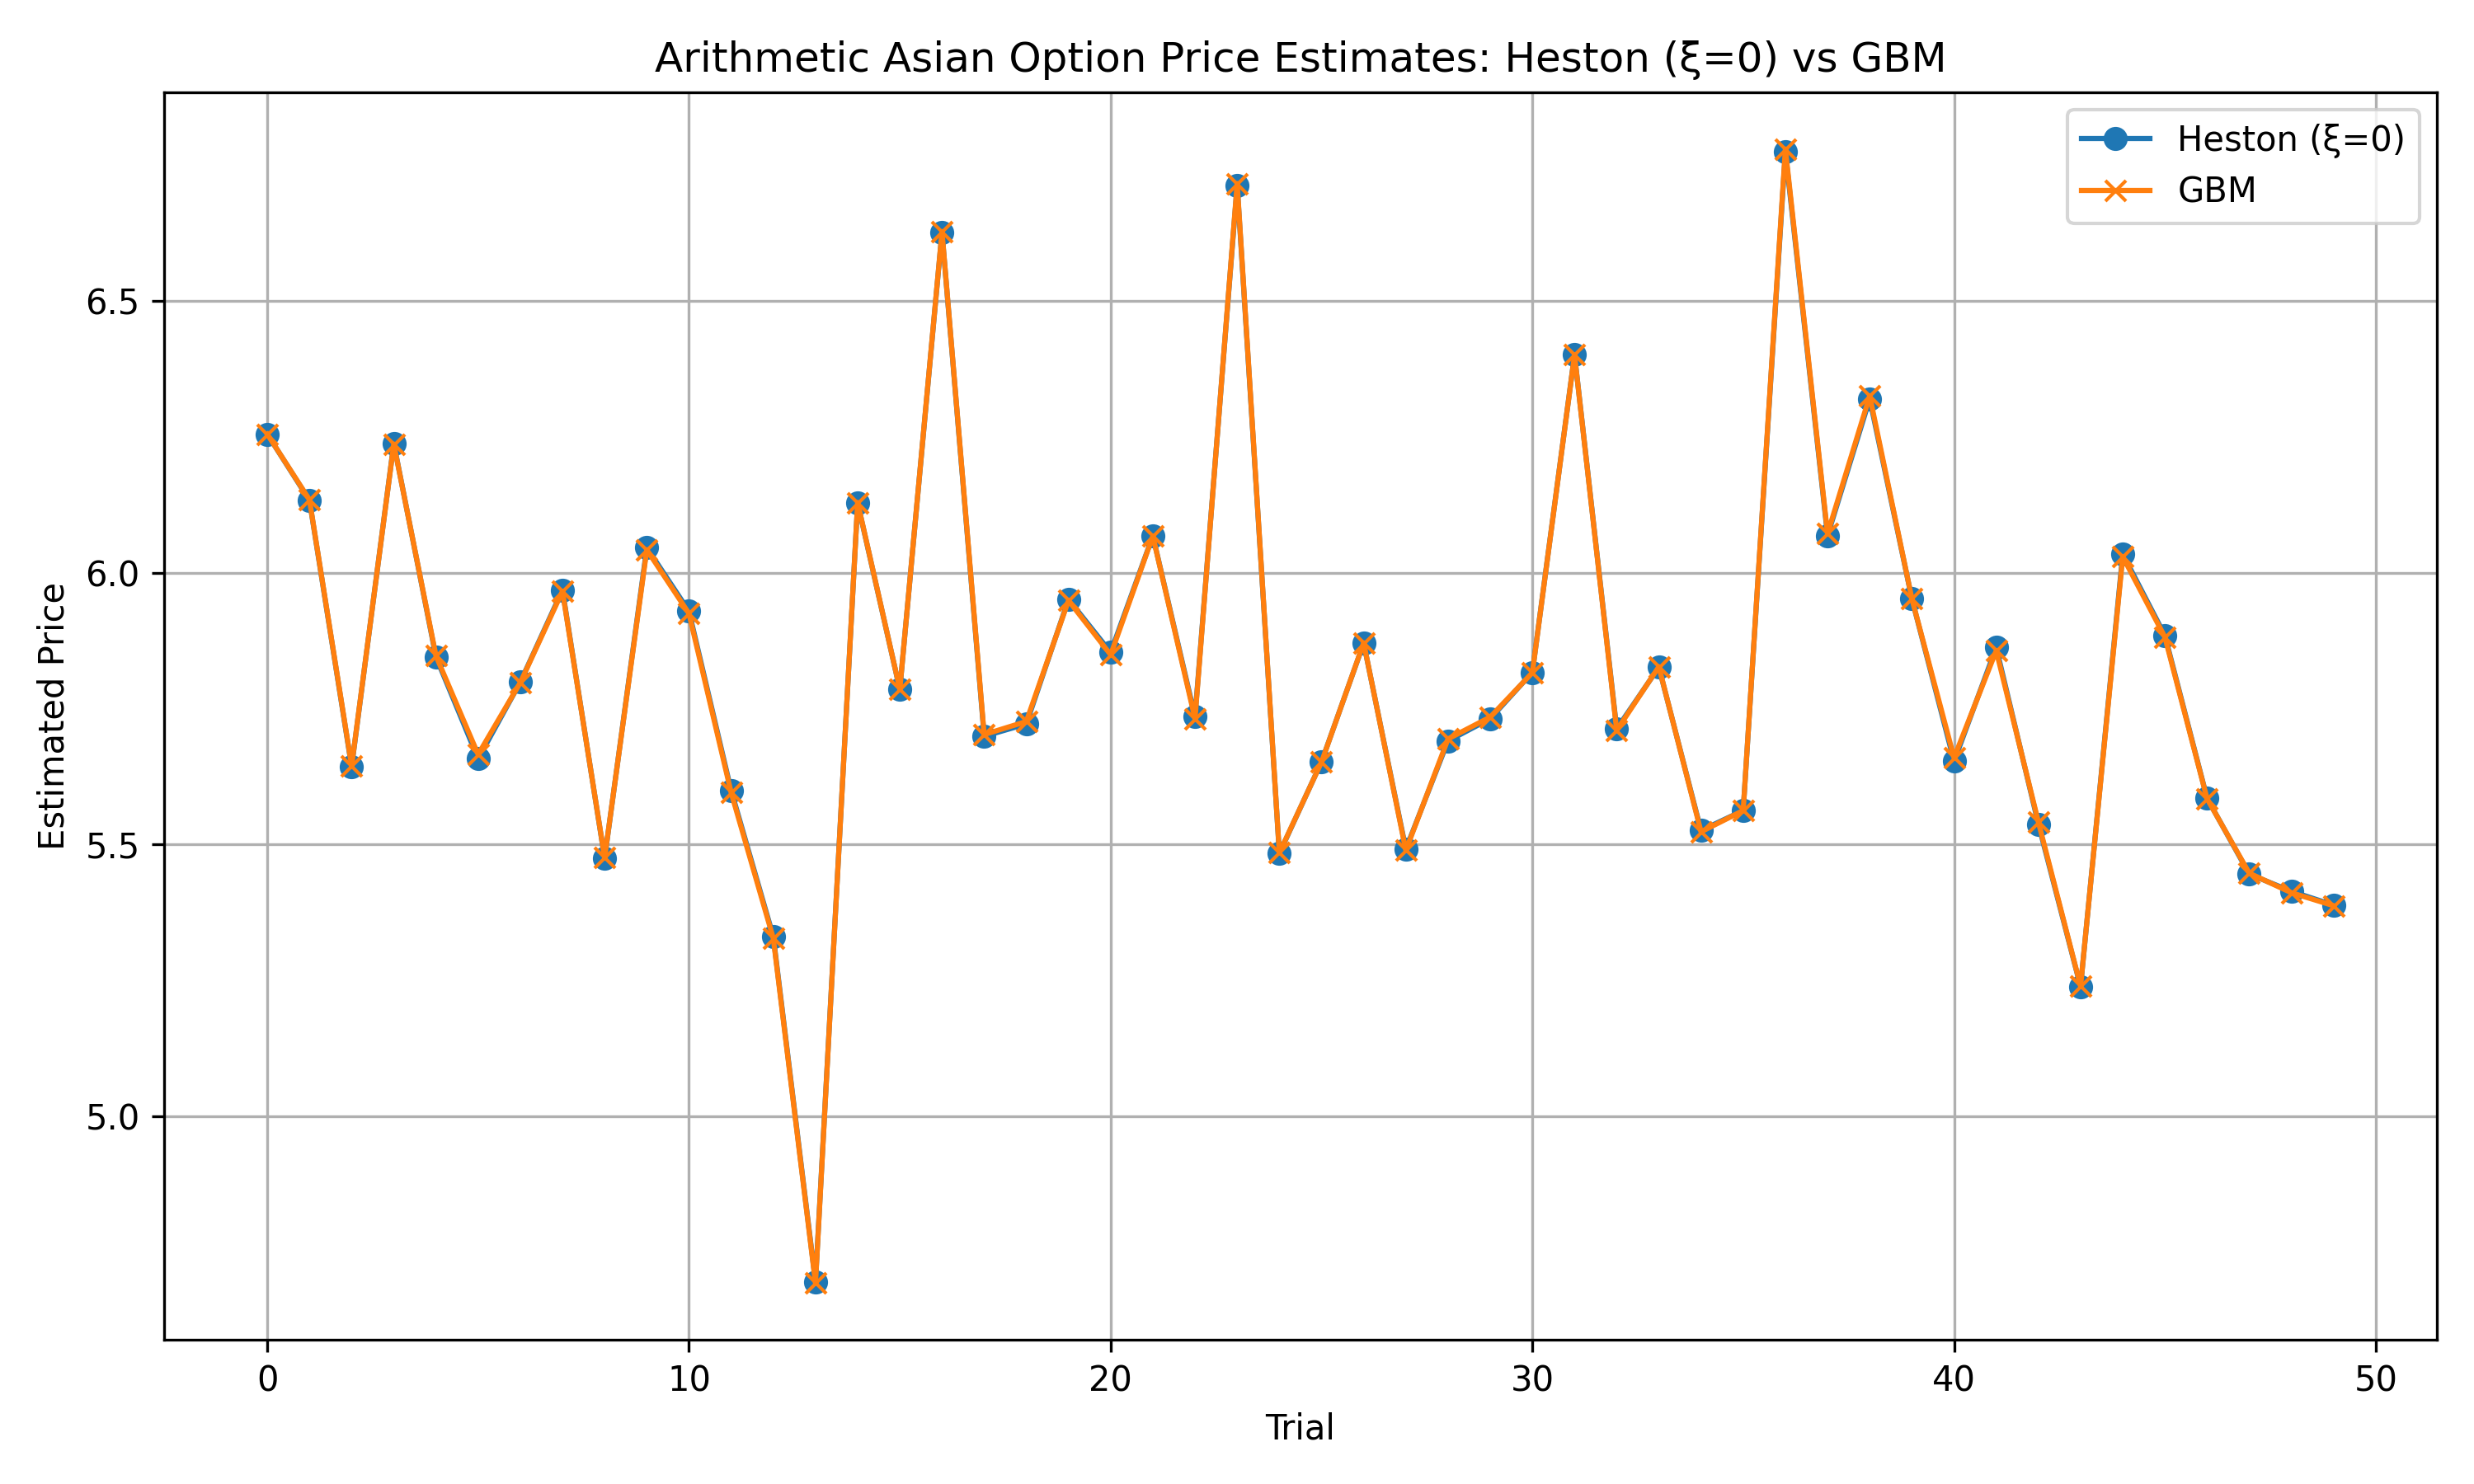 Arithmetic Asian Option Price Estimates: Heston (ξ=0) vs GBM
Heston (ξ=0)
GBM
Estimated Price
6.5
6.0
5.5
5.0
0 10 20 30 40 50
Trial